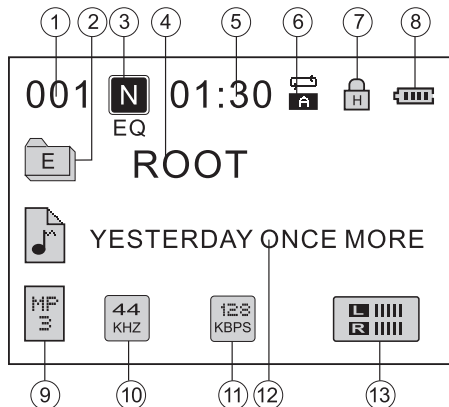 1 2 3 4 5 6 7 8
001 N 01:30 A H
EQ
E ROOT
YESTERDAY ONCE MORE
MP 44 128 L
3 KHZ KBPS R
9 10 11 12 13